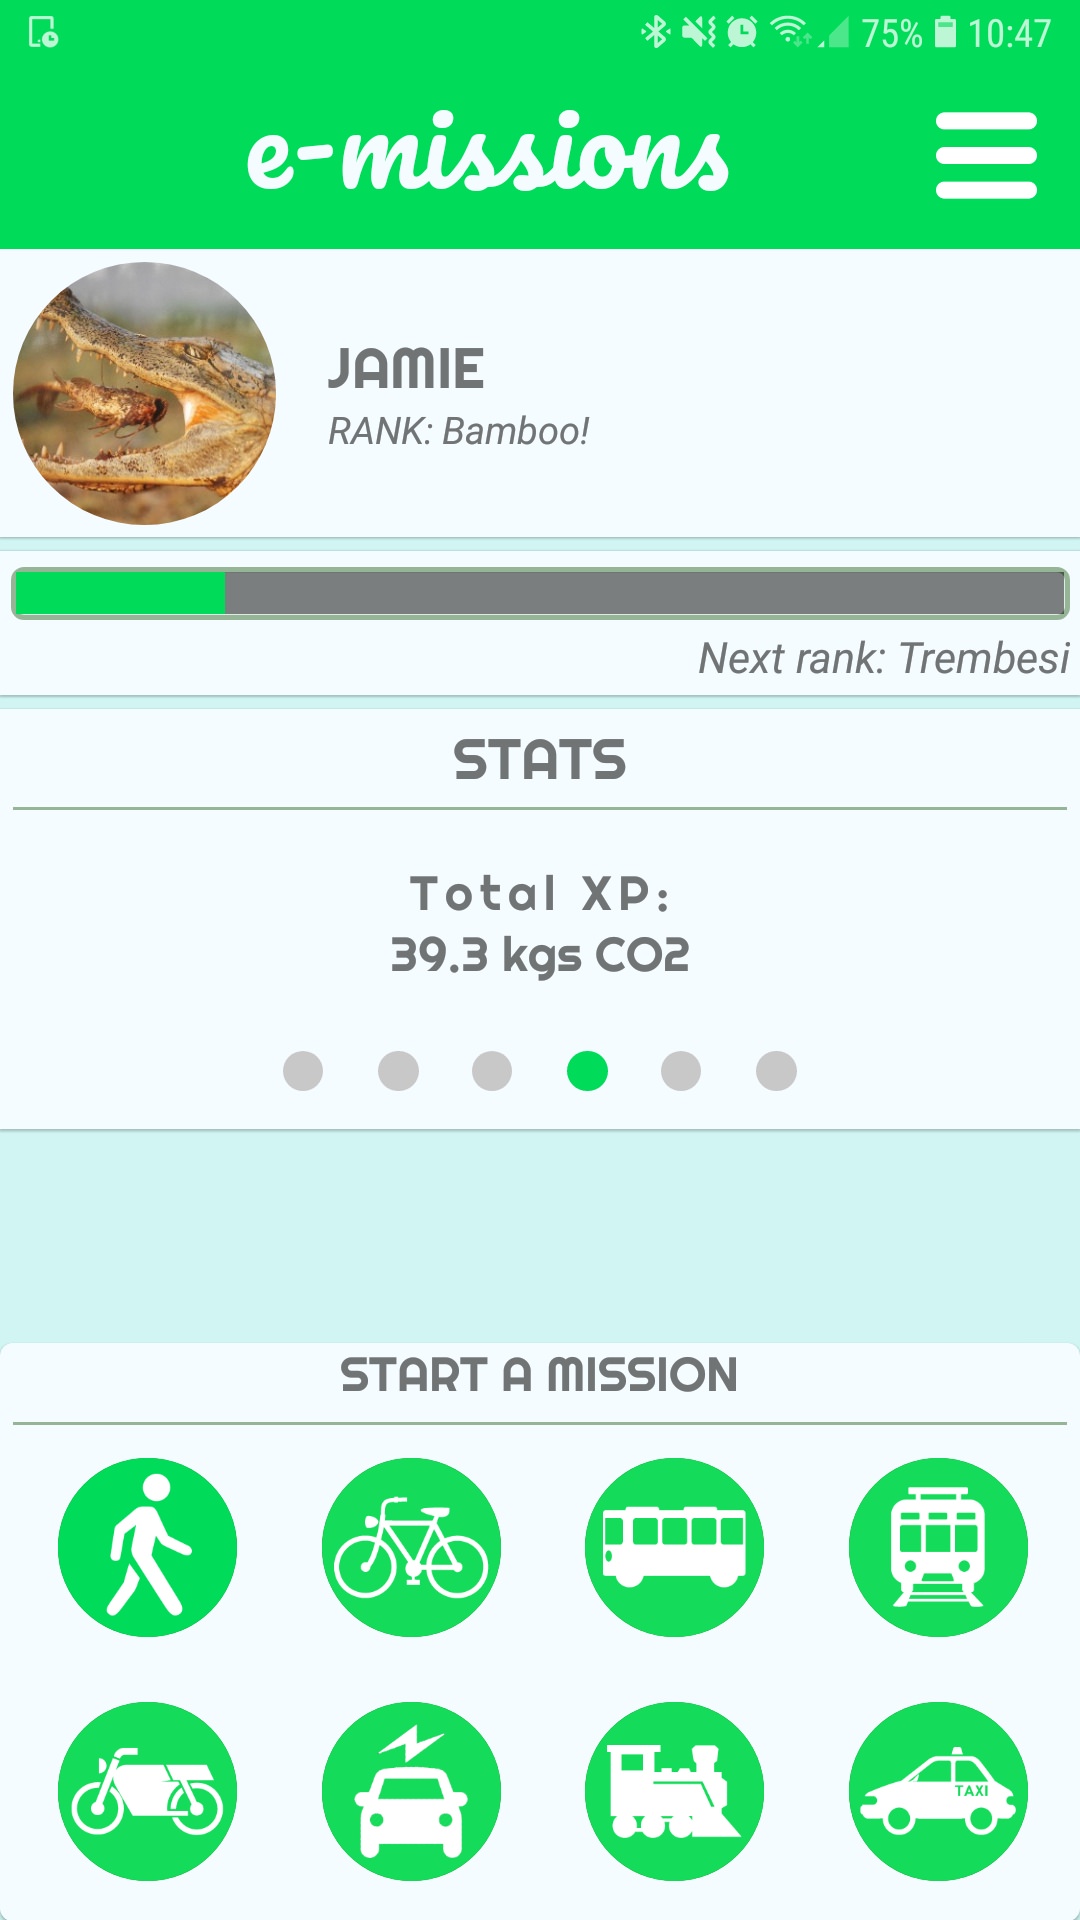 75% 10:47
e-missions
JAMIE
RANK: Bamboo!
Next rank: Trembesi
STATS
Total XP:
39.3 kgs CO2
START A MISSION
TAXI